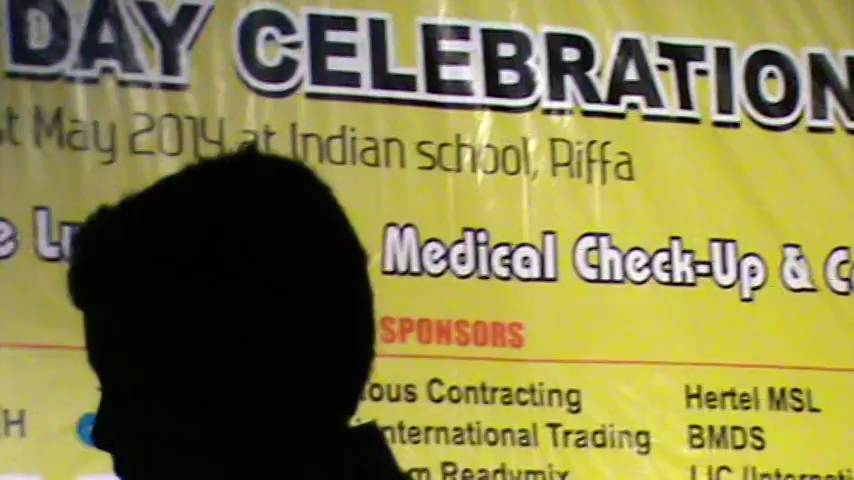 DAY CELEBRATION
May 2014 at Indian school, Riffa
Medical Check-Up &
SPONSORS
Contracting
Hertel MSL
International Trading
BMDS
Readymix